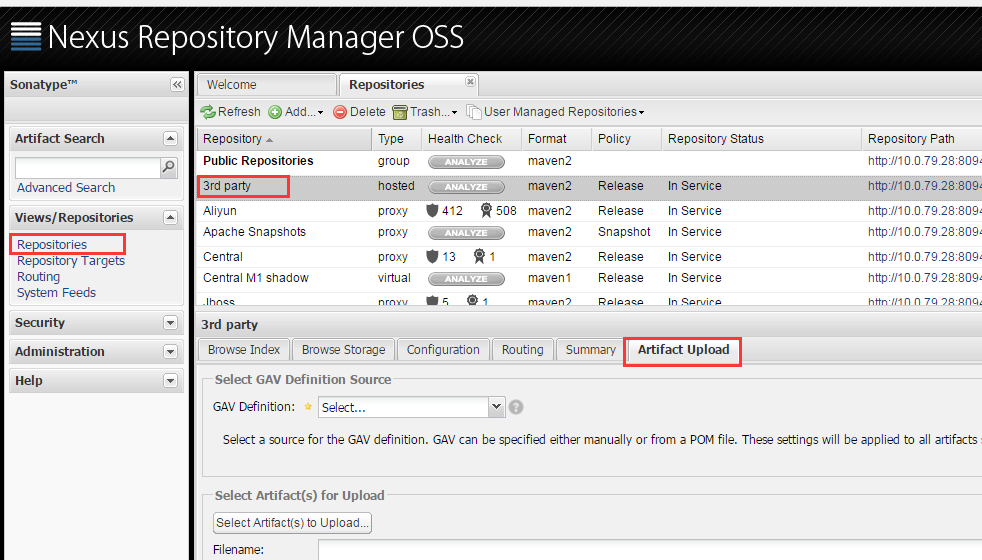 Nexus Repository Manager OSS
Sonatype™
Artifact Search
Advanced Search
Views/Repositories
Repositories
Repository Targets
Routing
System Feeds
Security
Administration
Help
Welcome Repositories
Refresh Add... Delete Trash... User Managed Repositories
Repository Type Health Check Format Policy Repository Status Repository Path
Public Repositories group ANALYZE maven2 http://10.0.79.28:8094
3rd party hosted ANALYZE maven2 Release In Service http://10.0.79.28:8094
Aliyun proxy 412 508 maven2 Release In Service http://10.0.79.28:8094
Apache Snapshots proxy ANALYZE maven2 Snapshot In Service http://10.0.79.28:8094
Central proxy 13 1 maven2 Release In Service http://10.0.79.28:8094
Central M1 shadow virtual ANALYZE maven1 Release In Service http://10.0.79.28:8094
Jboss proxy 5 1 maven2 Release In Service http://10.0.79.28:8094
3rd party
Browse Index Browse Storage Configuration Routing Summary Artifact Upload
Select GAV Definition Source
GAV Definition: Select...
Select a source for the GAV definition. GAV can be specified either manually or from a POM file. These settings will be applied to all artifacts
Select Artifact(s) for Upload
Select Artifact(s) to Upload...
Filename: